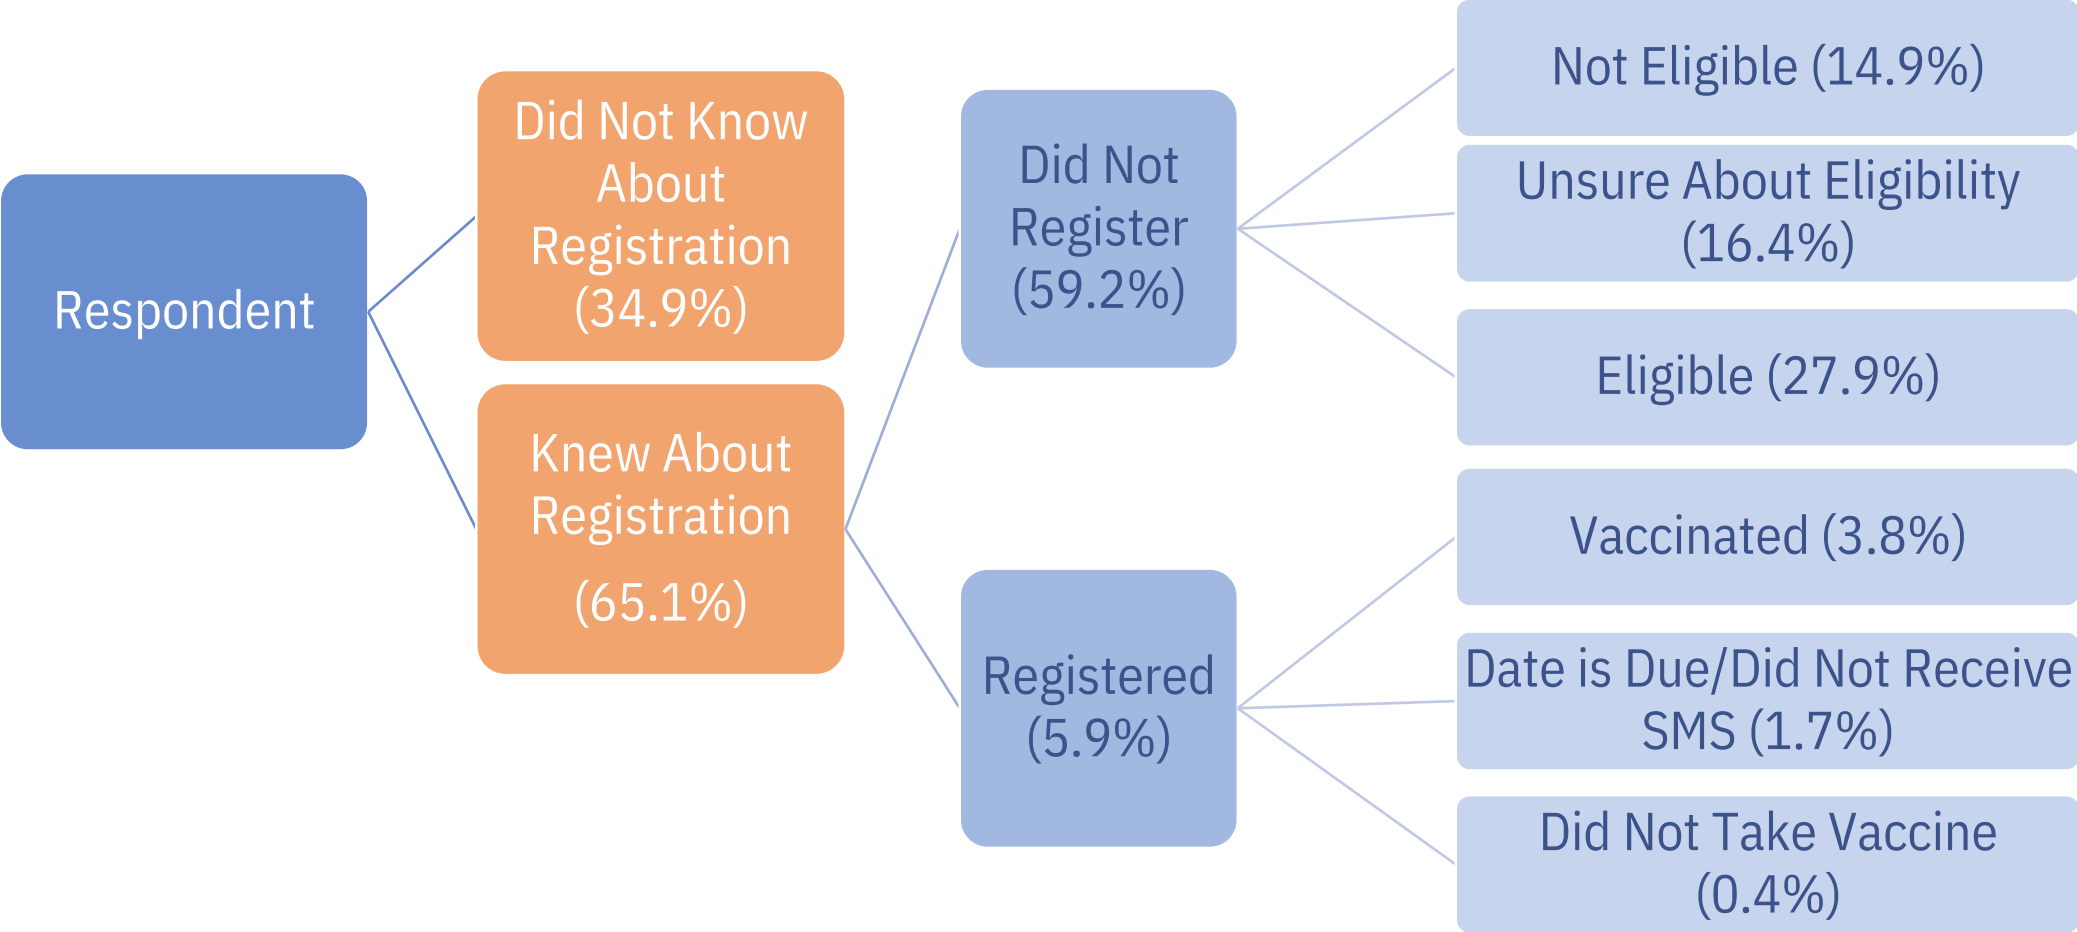 Respondent
Did Not Know
About
Registration
(34.9%)
Knew About
Registration
(65.1%)
Did Not
Register
(59.2%)
Registered
(5.9%)
Not Eligible (14.9%)
Unsure About Eligibility
(16.4%)
Eligible (27.9%)
Vaccinated (3.8%)
Date is Due/Did Not Receive
SMS (1.7%)
Did Not Take Vaccine
(0.4%)